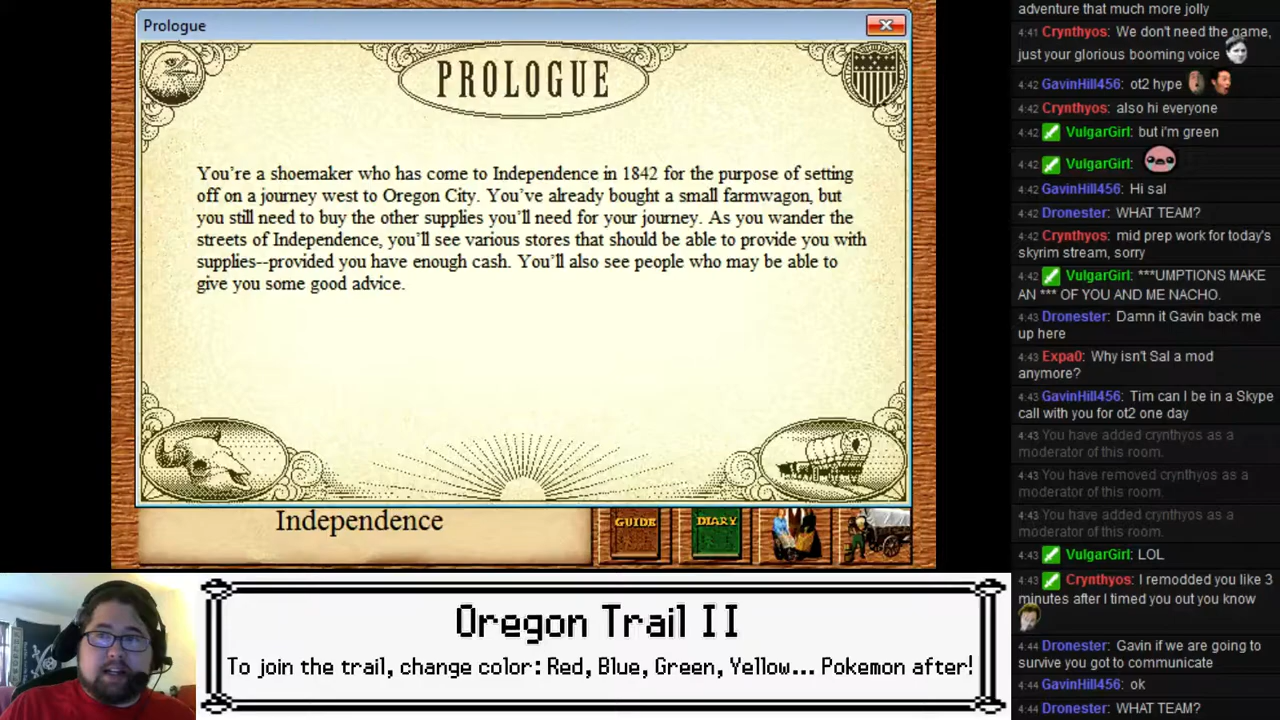 Prologue
PROLOGUE
You're a shoemaker who has come to Independence in 1842 for the purpose of setting
off on a journey west to Oregon City. You've already bought a small farmwagon, but
you still need to buy the other supplies you'll need for your journey. As you wander the
streets of Independence, you'll see various stores that should be able to provide you with
supplies--provided you have enough cash. You'll also see people who may be able to
give you some good advice.
Independence
GUIDE
DIARY
Oregon Trail II
To join the trail, change color: Red, Blue, Green, Yellow... Pokemon after!
adventure that much more jolly
4:41 Crynthyos: We don't need the game,
just your glorious booming voice
4:42 GavinHill456: ot2 hype
4:42 Crynthyos: also hi everyone
4:42 VulgarGirl: but i'm green
4:42 VulgarGirl:
4:42 GavinHill456: Hi sal
4:42 Dronester: WHAT TEAM?
4:42 Crynthyos: mid prep work for today's
skyrim stream, sorry
4:42 VulgarGirl: ***UMPTIONS MAKE
AN *** OF YOU AND ME NACHO.
4:43 Dronester: Damn it Gavin back me
up here
4:43 Expa0: Why isn't Sal a mod
anymore?
4:43 GavinHill456: Tim can I be in a Skype
call with you for ot2 one day
4:43 You have added crynthyos as a
moderator of this room.
4:43 You have removed crynthyos as a
moderator of this room.
4:43 You have added crynthyos as a
moderator of this room.
4:43 VulgarGirl: LOL
4:43 Crynthyos: I remodded you like 3
minutes after I timed you out you know
4:44 Dronester: Gavin if we are going to
survive you got to communicate
4:44 GavinHill456: ok
4:44 Dronester: WHAT TEAM?